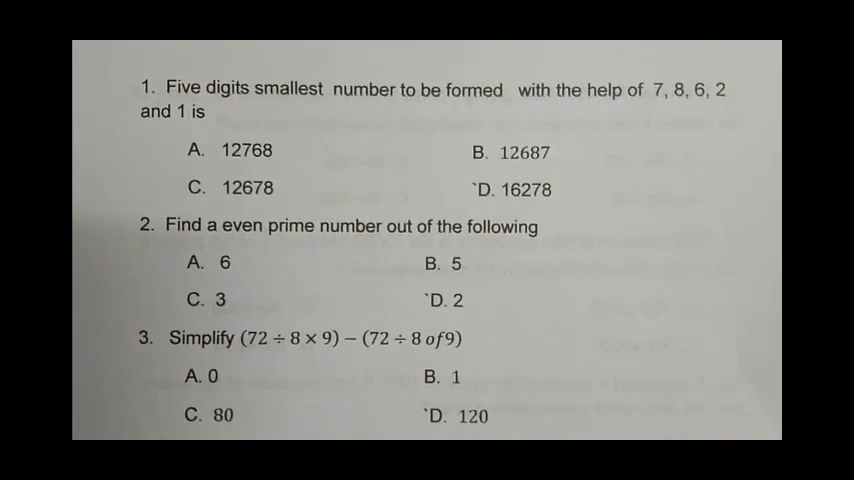 1. Five digits smallest number to be formed with the help of 7, 8, 6, 2
and 1 is
A. 12768 B. 12687
C. 12678 `D. 16278
2. Find a even prime number out of the following
A. 6 B. 5
C. 3 `D. 2
3. Simplify (72 ÷ 8 × 9) − (72 ÷ 8 of9)
A. 0 B. 1
C. 80 `D. 120